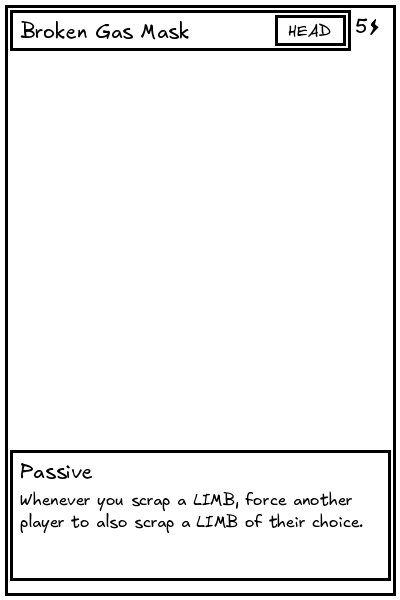 Broken Gas Mask
HEAD
5
Passive
Whenever you scrap a LIMB, force another
player to also scrap a LIMB of their choice.